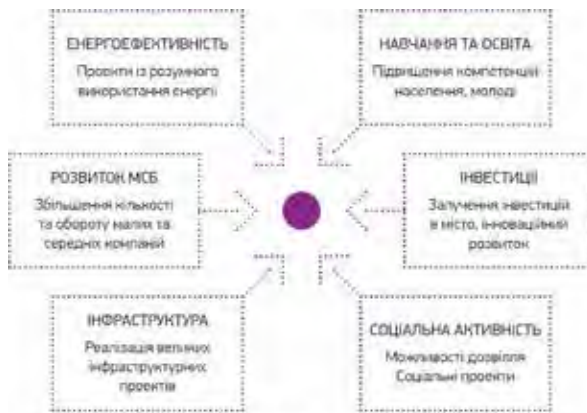 ЕНЕРГОЕФЕКТИВНІСТЬ
Проекти із розумного
використання енергії
НАВЧАННЯ ТА ОСВІТА
Підвищення компетенцій
населення, молоді
РОЗВИТОК МСБ
Збільшення кількості
та обороту малих та
середніх компаній
ІНВЕСТИЦІЇ
Залучення інвестицій
в місто, інноваційний
розвиток
ІНФРАСТРУКТУРА
Реалізація великих
інфраструктурних
проектів
СОЦІАЛЬНА АКТИВНІСТЬ
Можливості дозвілля
Соціальні проекти